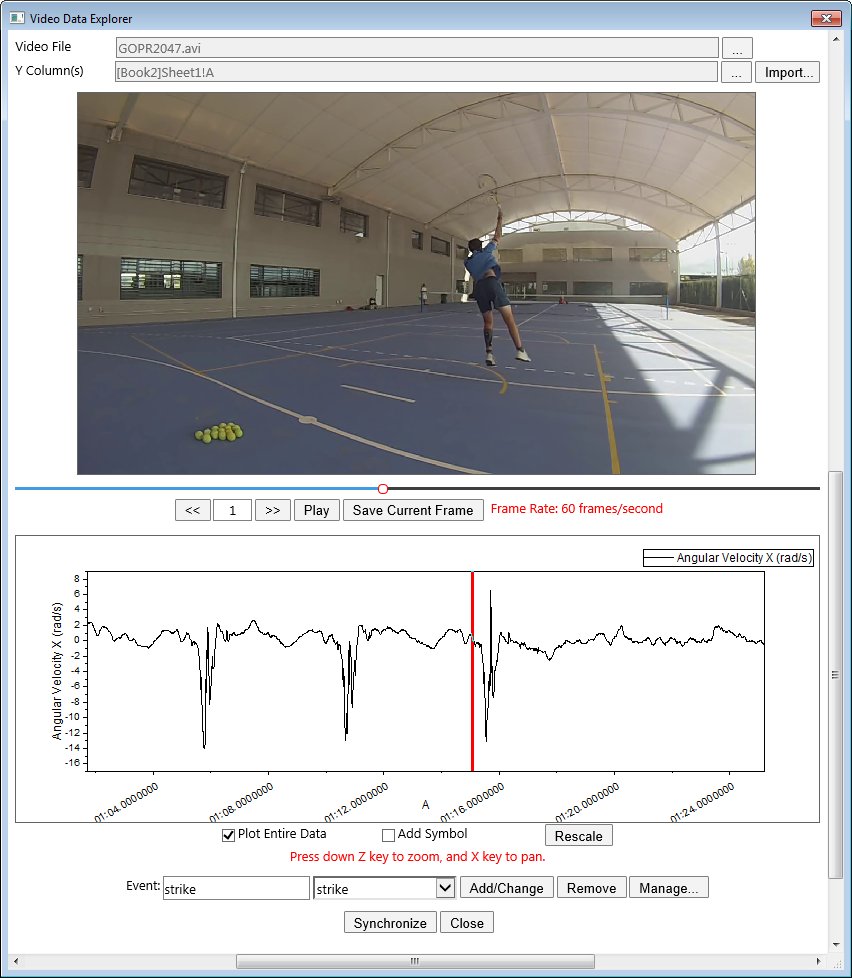 Video Data Explorer
Video File GOPR2047.avi ...
Y Column(s) [Book2]Sheet1!A ... Import...
<< 1 >> Play Save Current Frame Frame Rate: 60 frames/second
Angular Velocity X (rad/s)
Angular Velocity X (rad/s)
8
6
4
2
0
-2
-4
-6
-8
-10
-12
-14
-16
01:04.0000000 01:08.0000000 01:12.0000000 01:16.0000000 01:20.0000000 01:24.0000000
A
Plot Entire Data Add Symbol Rescale
Press down Z key to zoom, and X key to pan.
Event: strike strike Add/Change Remove Manage...
Synchronize Close